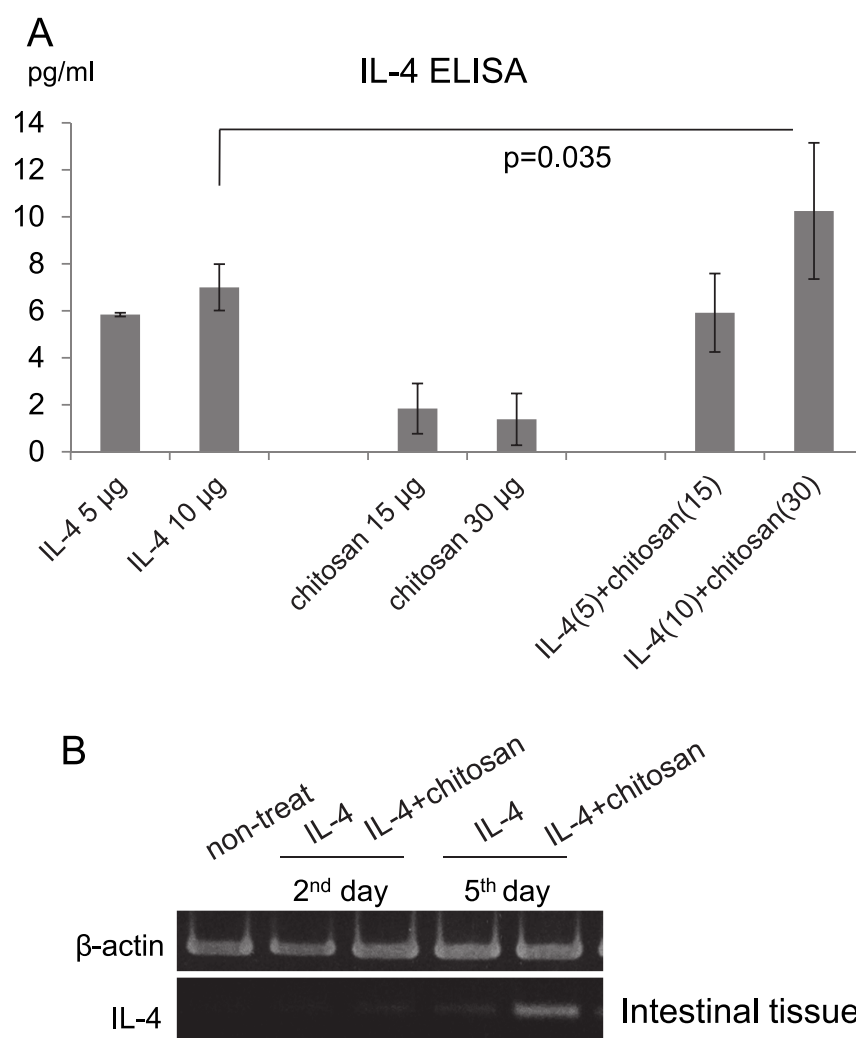 A
pg/ml
IL-4 ELISA
14
12
10
8
6
4
2
0
p=0.035
IL-4 5 µg
IL-4 10 µg
chitosan 15 µg
chitosan 30 µg
IL-4(5)+chitosan(15)
IL-4(10)+chitosan(30)
B
non-treat
IL-4
IL-4+chitosan
IL-4
IL-4+chitosan
2nd day
5th day
β-actin
IL-4
Intestinal tissue